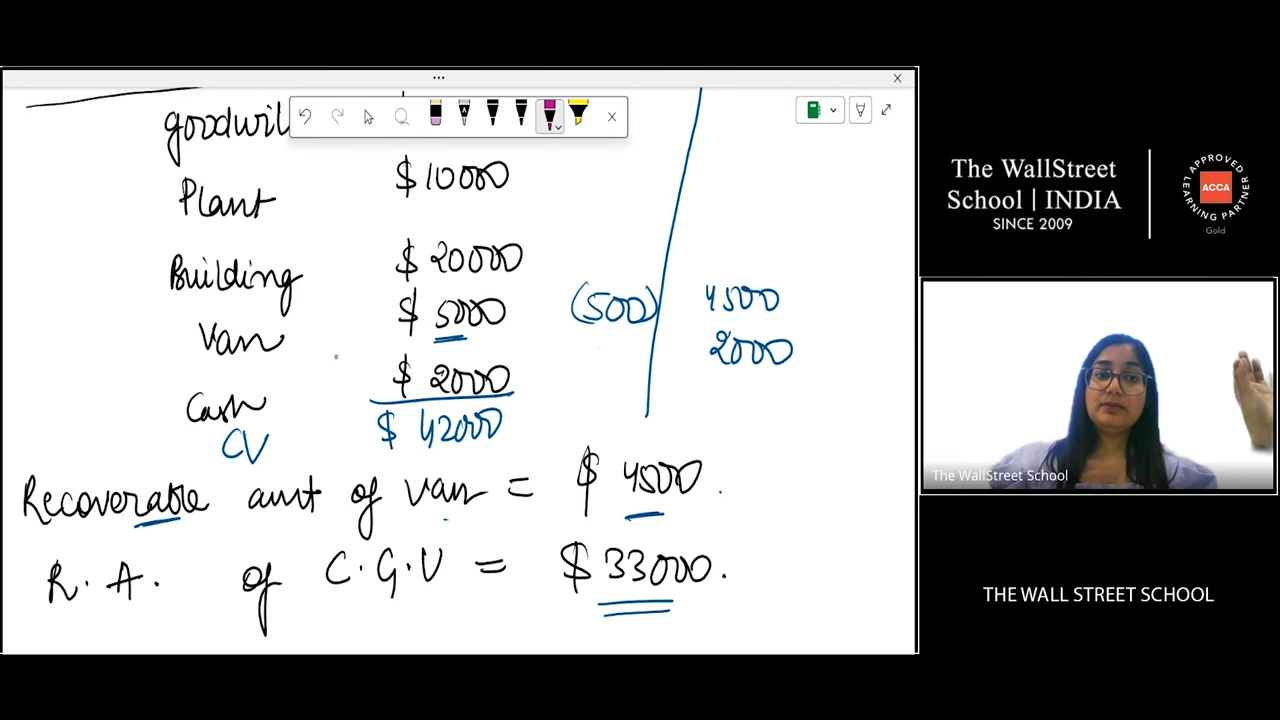 goodwil
$ 10000
Plant
$ 20000
Building
$ 5000 (500) 4500
Van
2000
$ 2000
Cash
$ 42000
CV
Recoverable amt of van = $ 4500.
R.A. of C.G.U = $ 33000.
The WallStreet
School | INDIA
SINCE 2009
APPROVED
LEARNING PARTNER
ACCA
Gold
The WallStreet School
THE WALL STREET SCHOOL